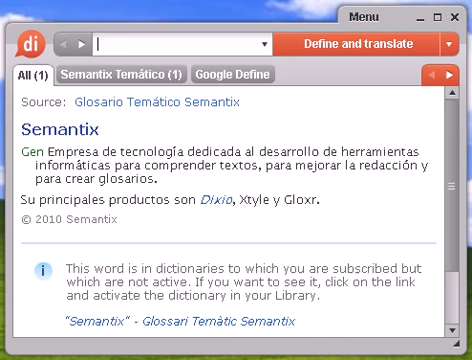 Menu
di
Define and translate
All (1)
Semantix Temático (1)
Google Define
Source: Glosario Temático Semantix
Semantix
Gen Empresa de tecnología dedicada al desarrollo de herramientas
informáticas para comprender textos, para mejorar la redacción y
para crear glosarios.
Su principales productos son Dixio, Xtyle y Gloxr.
© 2010 Semantix
i
This word is in dictionaries to which you are subscribed but
which are not active. If you want to see it, click on the link
and activate the dictionary in your Library.
"Semantix" - Glossari Temàtic Semantix